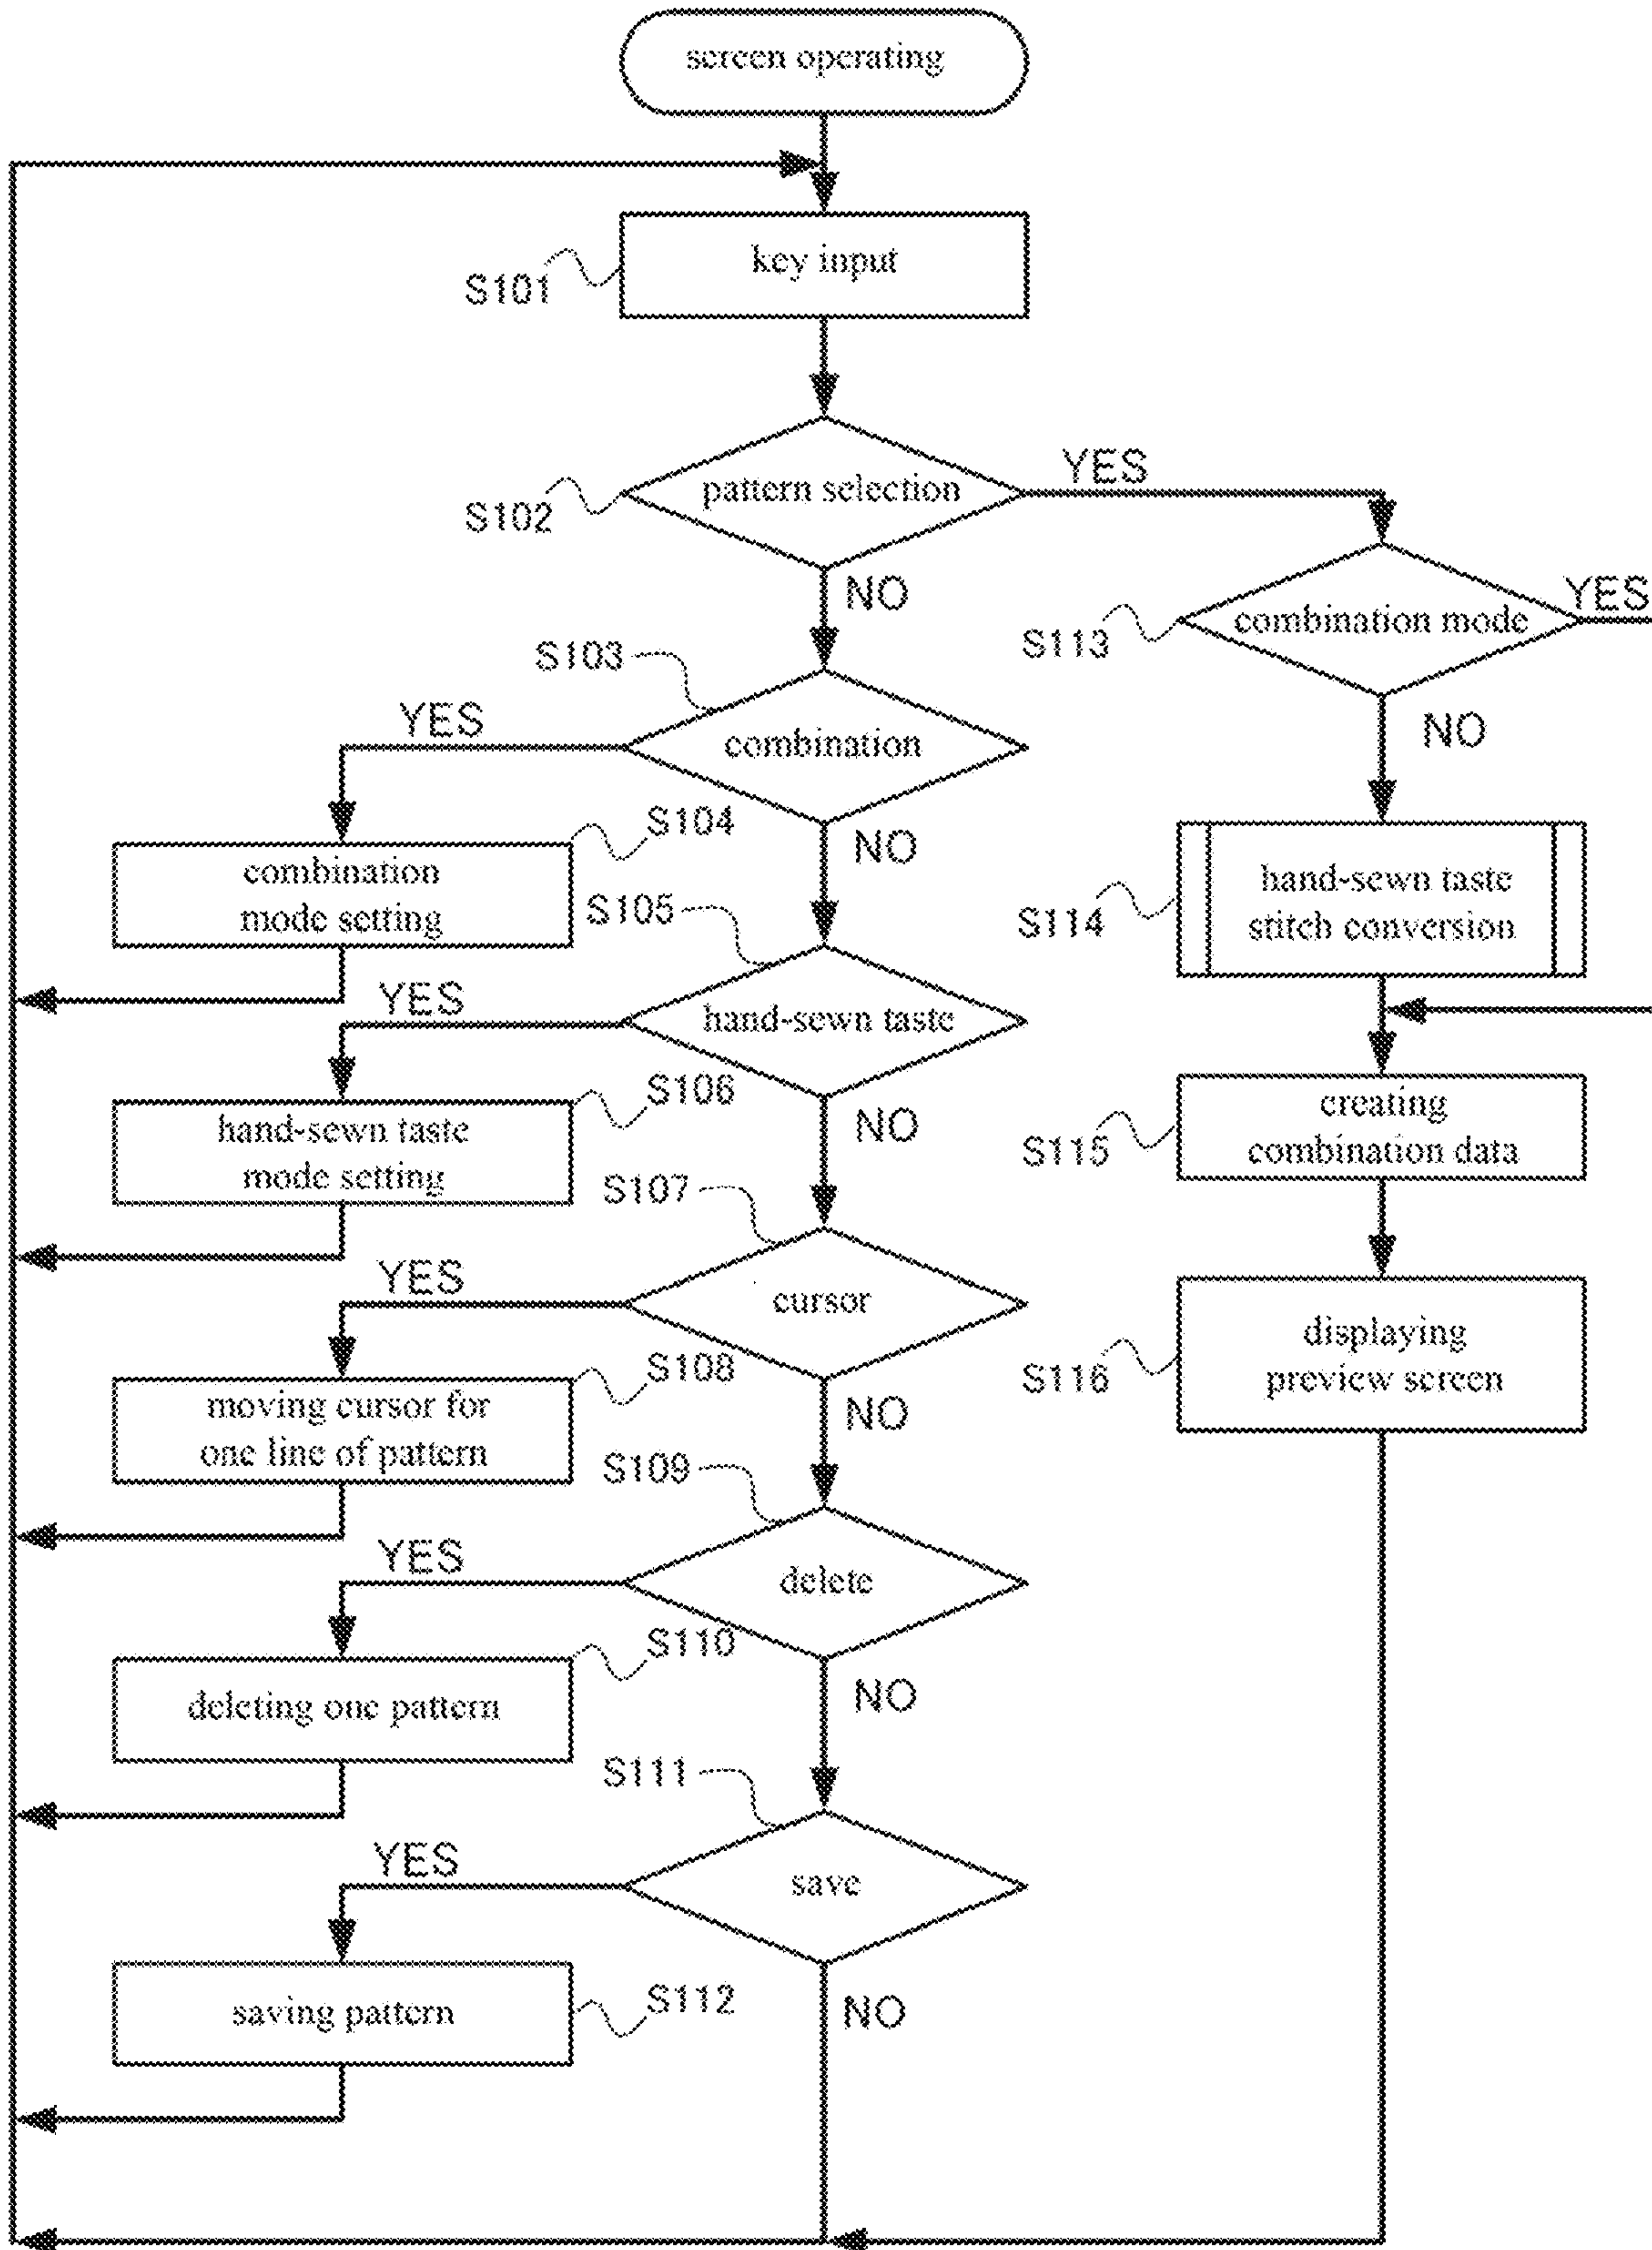 screen operating
key input
S101
pattern selection
YES
S102
NO
combination mode
YES
S113
NO
S103
combination
YES
NO
S104
combination
mode setting
hand-sewn taste
stitch conversion
S114
S105
hand-sewn taste
YES
NO
S106
hand-sewn taste
mode setting
creating
combination data
S115
S107
cursor
YES
NO
S108
moving cursor for
one line of pattern
displaying
preview screen
S116
S109
delete
YES
NO
S110
deleting one pattern
S111
save
YES
NO
saving pattern
S112